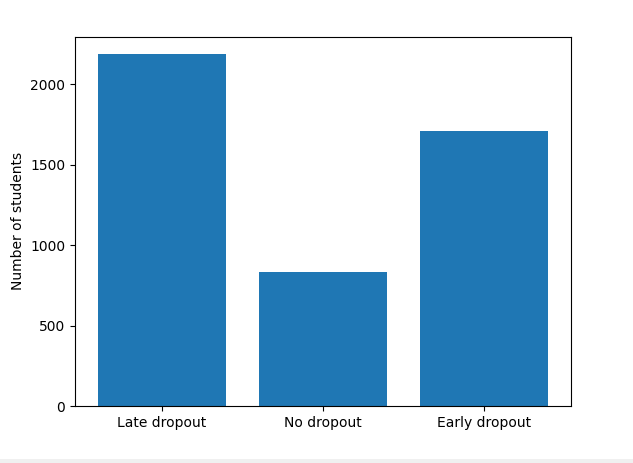 2000
1500
1000
500
0
Number of students
Late dropout
No dropout
Early dropout